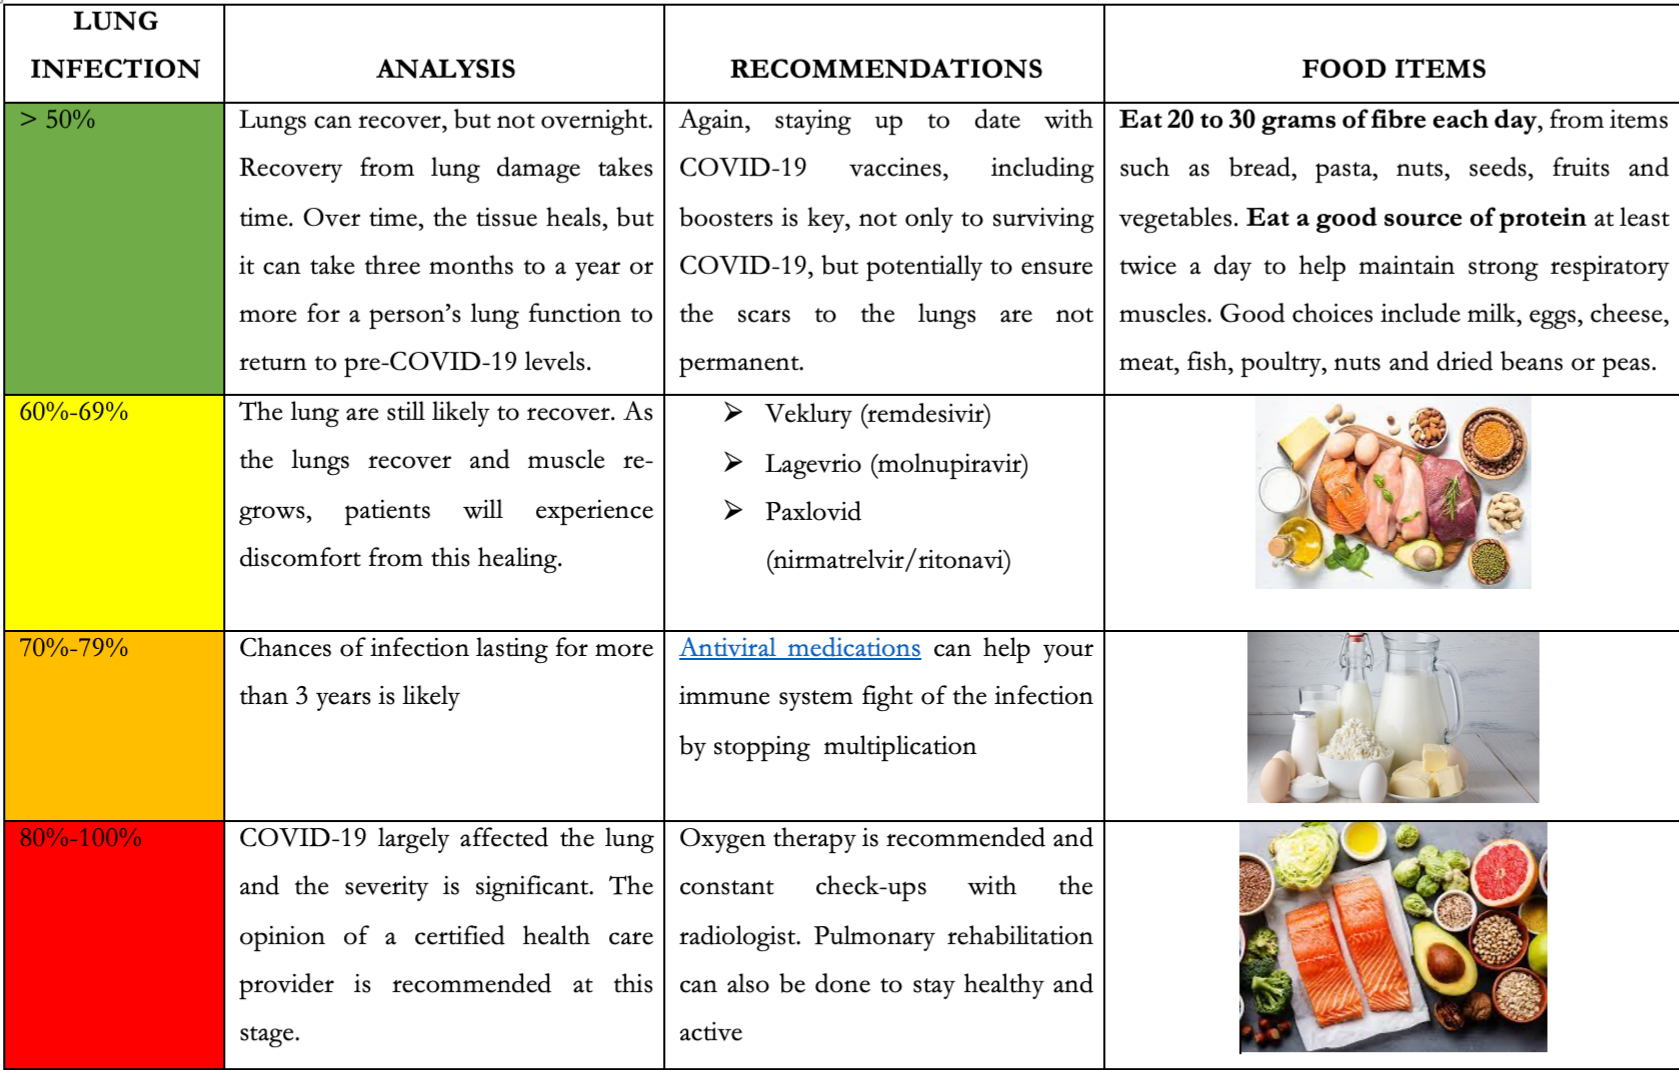 LUNG
INFECTION
ANALYSIS
RECOMMENDATIONS
FOOD ITEMS
> 50%
Lungs can recover, but not overnight.
Recovery from lung damage takes
time. Over time, the tissue heals, but
it can take three months to a year or
more for a person’s lung function to
return to pre-COVID-19 levels.
Again, staying up to date with
COVID-19 vaccines, including
boosters is key, not only to surviving
COVID-19, but potentially to ensure
the scars to the lungs are not
permanent.
Eat 20 to 30 grams of fibre each day, from items
such as bread, pasta, nuts, seeds, fruits and
vegetables. Eat a good source of protein at least
twice a day to help maintain strong respiratory
muscles. Good choices include milk, eggs, cheese,
meat, fish, poultry, nuts and dried beans or peas.
60%-69%
The lung are still likely to recover. As
the lungs recover and muscle re-
grows, patients will experience
discomfort from this healing.
➢ Veklury (remdesivir)
➢ Lagevrio (molnupiravir)
➢ Paxlovid
(nirmatrelvir/ritonavi)
70%-79%
Chances of infection lasting for more
than 3 years is likely
Antiviral medications can help your
immune system fight of the infection
by stopping multiplication
80%-100%
COVID-19 largely affected the lung
and the severity is significant. The
opinion of a certified health care
provider is recommended at this
stage.
Oxygen therapy is recommended and
constant check-ups with the
radiologist. Pulmonary rehabilitation
can also be done to stay healthy and
active